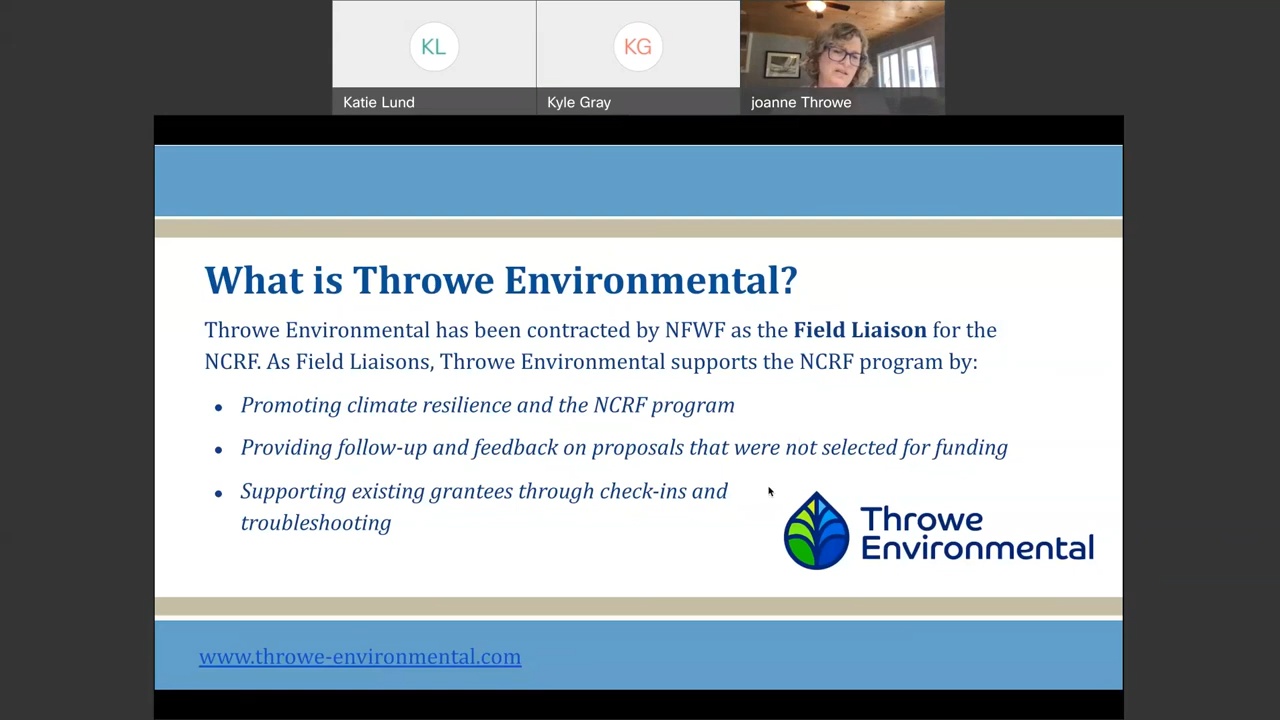 KL
KG
Katie Lund
Kyle Gray
joanne Throwe
What is Throwe Environmental?
Throwe Environmental has been contracted by NFWF as the Field Liaison for the
NCRF. As Field Liaisons, Throwe Environmental supports the NCRF program by:
• Promoting climate resilience and the NCRF program
• Providing follow-up and feedback on proposals that were not selected for funding
• Supporting existing grantees through check-ins and
troubleshooting
Throwe
Environmental
www.throwe-environmental.com